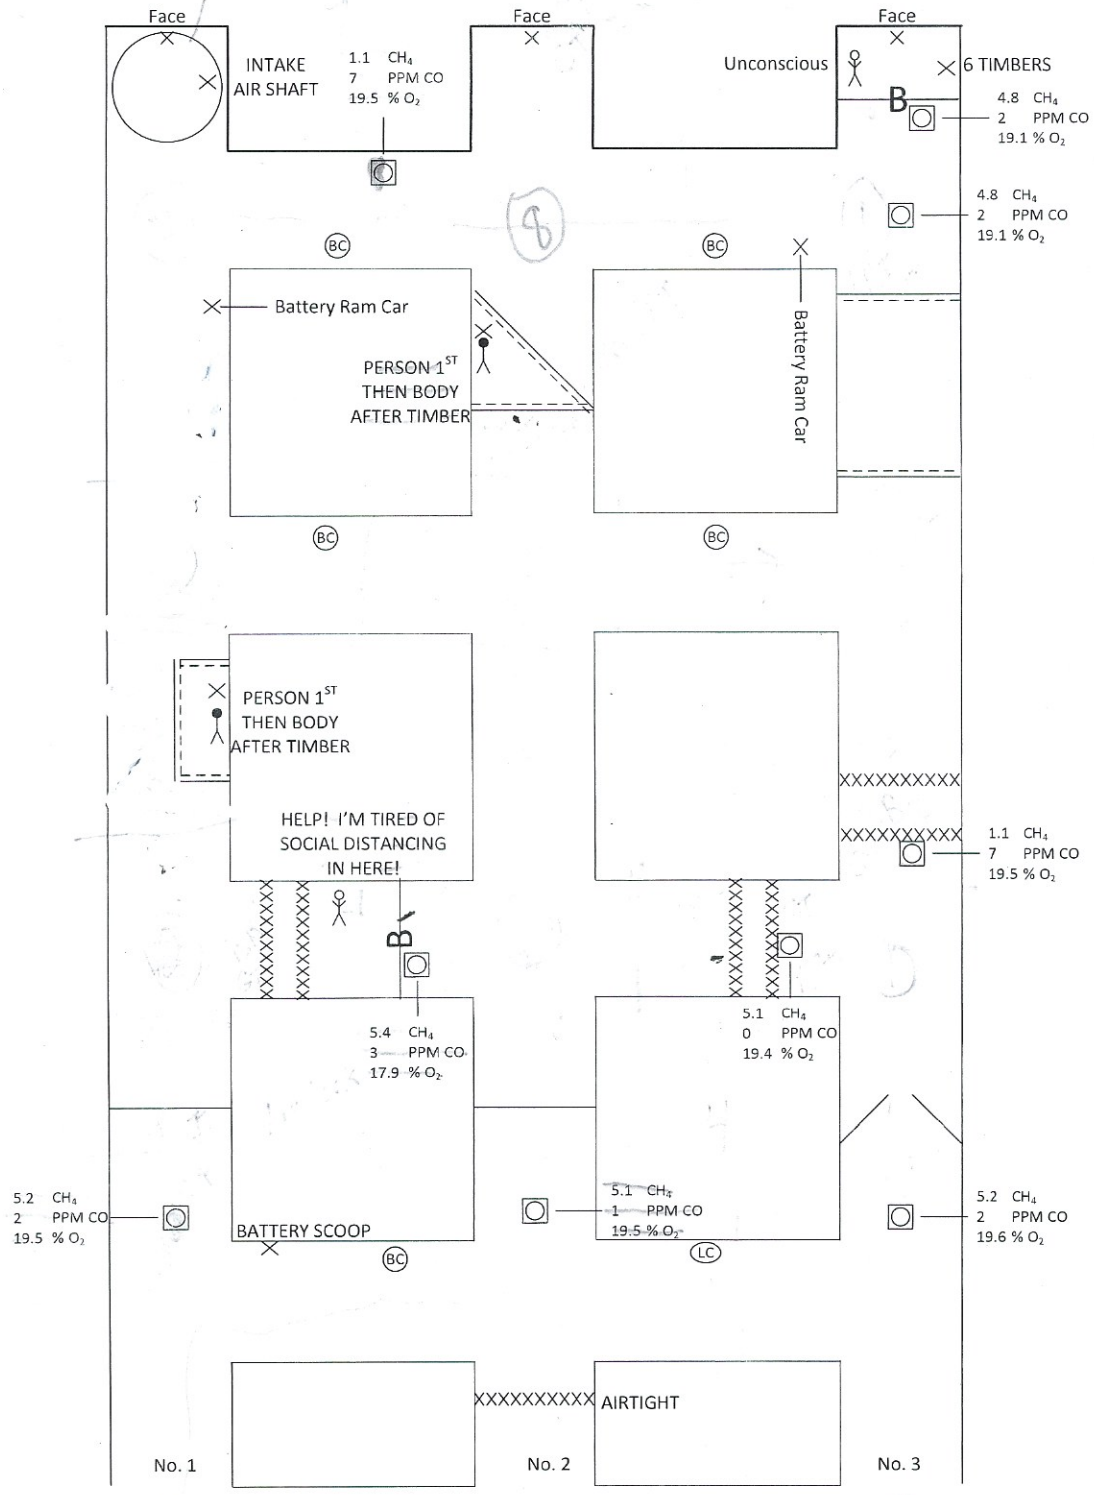 Face
Face
Face
INTAKE
AIR SHAFT
1.1 CH₄
7 PPM CO
19.5 % O₂
Unconscious
6 TIMBERS
B
4.8 CH₄
2 PPM CO
19.1 % O₂
4.8 CH₄
2 PPM CO
19.1 % O₂
8
BC
BC
Battery Ram Car
Battery Ram Car
PERSON 1ST
THEN BODY
AFTER TIMBER
BC
BC
PERSON 1ST
THEN BODY
AFTER TIMBER
HELP! I'M TIRED OF
SOCIAL DISTANCING
IN HERE!
XXXXXXXXXX
XXXXXXXXXX
1.1 CH₄
7 PPM CO
19.5 % O₂
B
5.4 CH₄
3 PPM CO
17.9 % O₂
5.1 CH₄
0 PPM CO
19.4 % O₂
5.2 CH₄
2 PPM CO
19.5 % O₂
5.1 CH₄
1 PPM CO
19.5 % O₂
5.2 CH₄
2 PPM CO
19.6 % O₂
BATTERY SCOOP
BC
LC
XXXXXXXXXX AIRTIGHT
No. 1
No. 2
No. 3